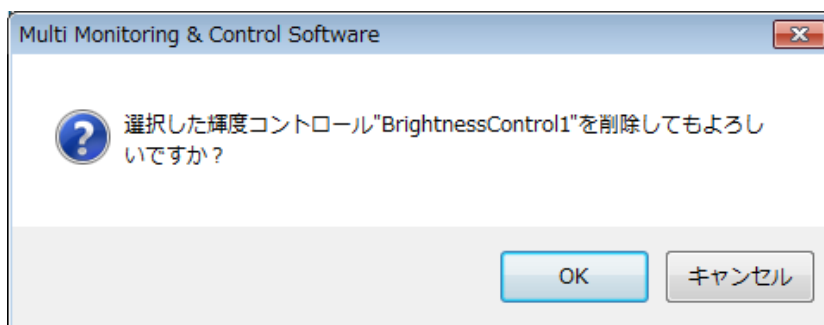 Multi Monitoring & Control Software
選択した輝度コントロール"BrightnessControl1"を削除してもよろし
いですか？
OK
キャンセル